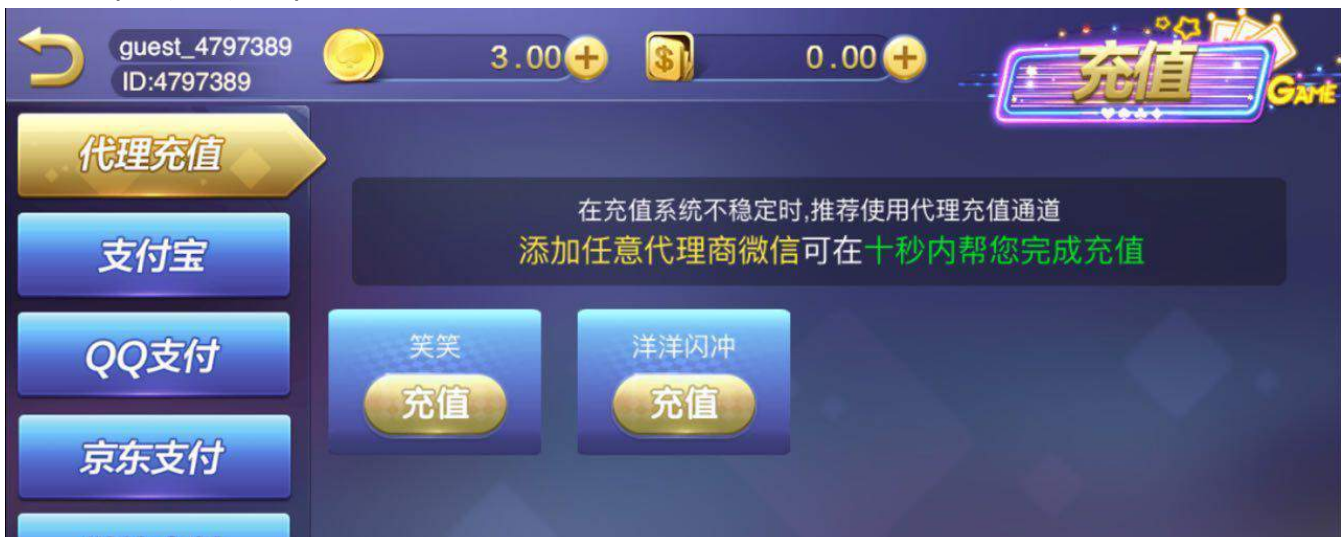 guest_4797389
ID:4797389
3.00
0.00
充值
GAME
代理充值
支付宝
QQ支付
京东支付
在充值系统不稳定时,推荐使用代理充值通道
添加任意代理商微信可在十秒内帮您完成充值
笑笑
充值
洋洋闪冲
充值